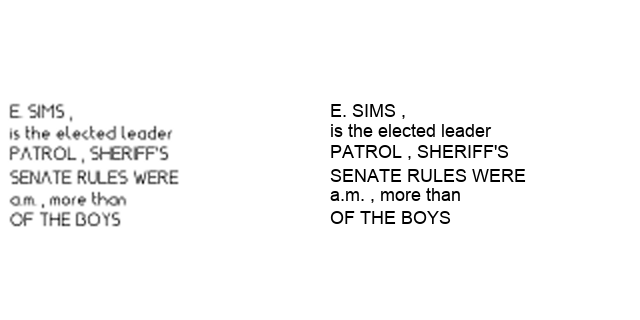 E. SIMS ,
is the elected leader
PATROL , SHERIFF'S
SENATE RULES WERE
a.m. , more than
OF THE BOYS
E. SIMS ,
is the elected leader
PATROL , SHERIFF'S
SENATE RULES WERE
a.m. , more than
OF THE BOYS